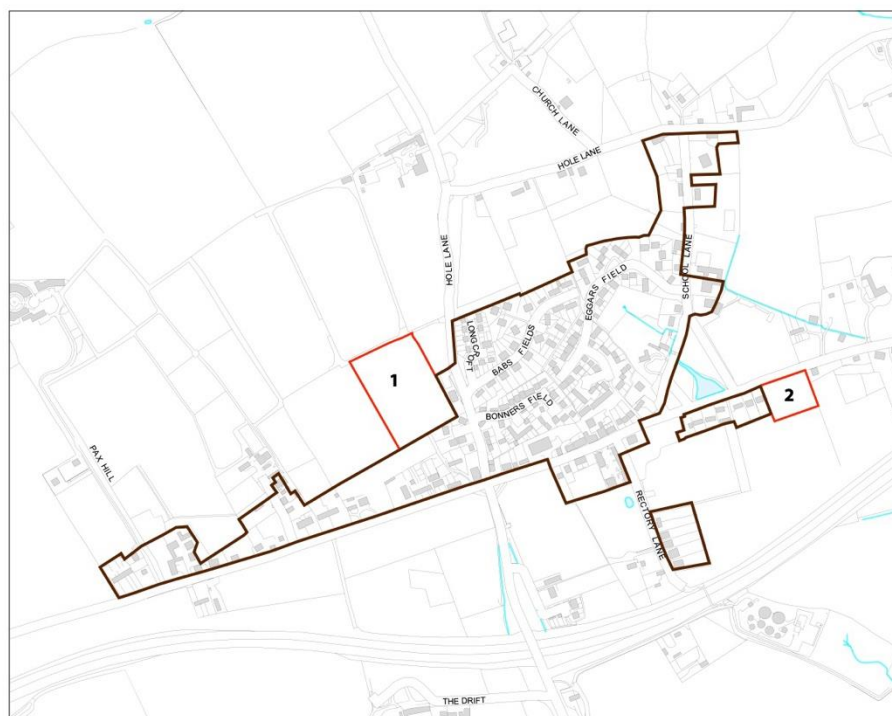 CHURCH LANE
HOLE LANE
HOLE LANE
SCHOOL LANE
EGGARS FIELD
LONGCROFT
BABS FIELDS
1
2
BONNERS FIELD
PAX HILL
RECTORY LANE
THE DRIFT